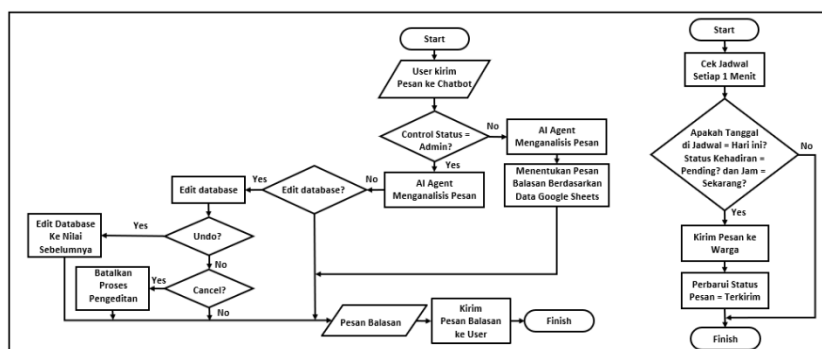 Start
User kirim
Pesan ke Chatbot
Control Status =
Admin?
No
Yes
AI Agent
Menganalisis Pesan
Menentukan Pesan
Balasan Berdasarkan
Data Google Sheets
AI Agent
Menganalisis Pesan
No
Edit database?
Yes
Edit database
Undo?
Yes
Edit Database
Ke Nilai
Sebelumnya
No
Cancel?
Yes
Batalkan
Proses
Pengeditan
No
Pesan Balasan
Kirim
Pesan Balasan
ke User
Finish
Start
Cek Jadwal
Setiap 1 Menit
Apakah Tanggal
di Jadwal = Hari ini?
Status Kehadiran =
Pending? dan Jam =
Sekarang?
No
Yes
Kirim Pesan ke
Warga
Perbarui Status
Pesan = Terkirim
Finish